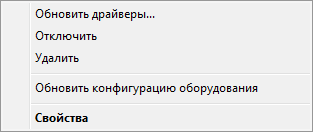 Обновить драйверы...
Отключить
Удалить
Обновить конфигурацию оборудования
Свойства